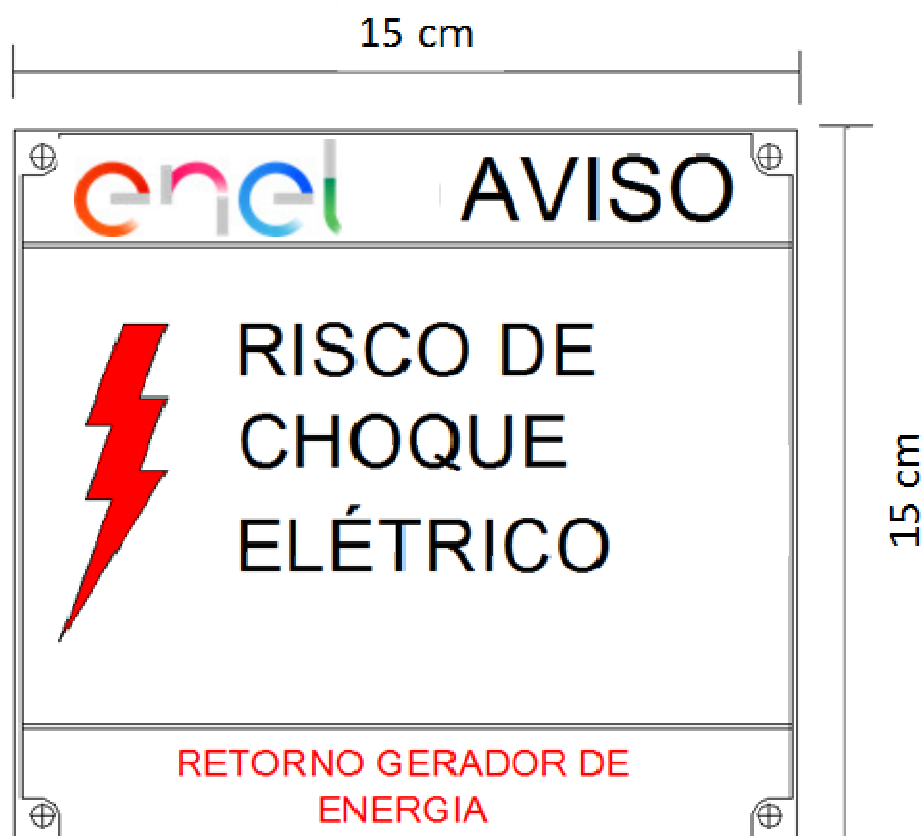 15 cm
enel AVISO
RISCO DE
CHOQUE
ELÉTRICO
15 cm
RETORNO GERADOR DE
ENERGIA